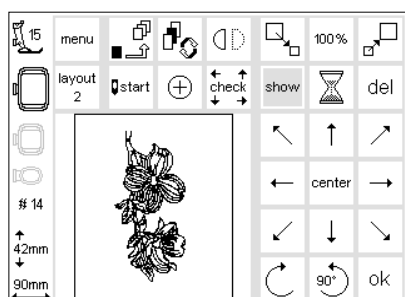 15 menu 100%
layout
2
start check show del
center
# 14
42mm
90mm 90° ok